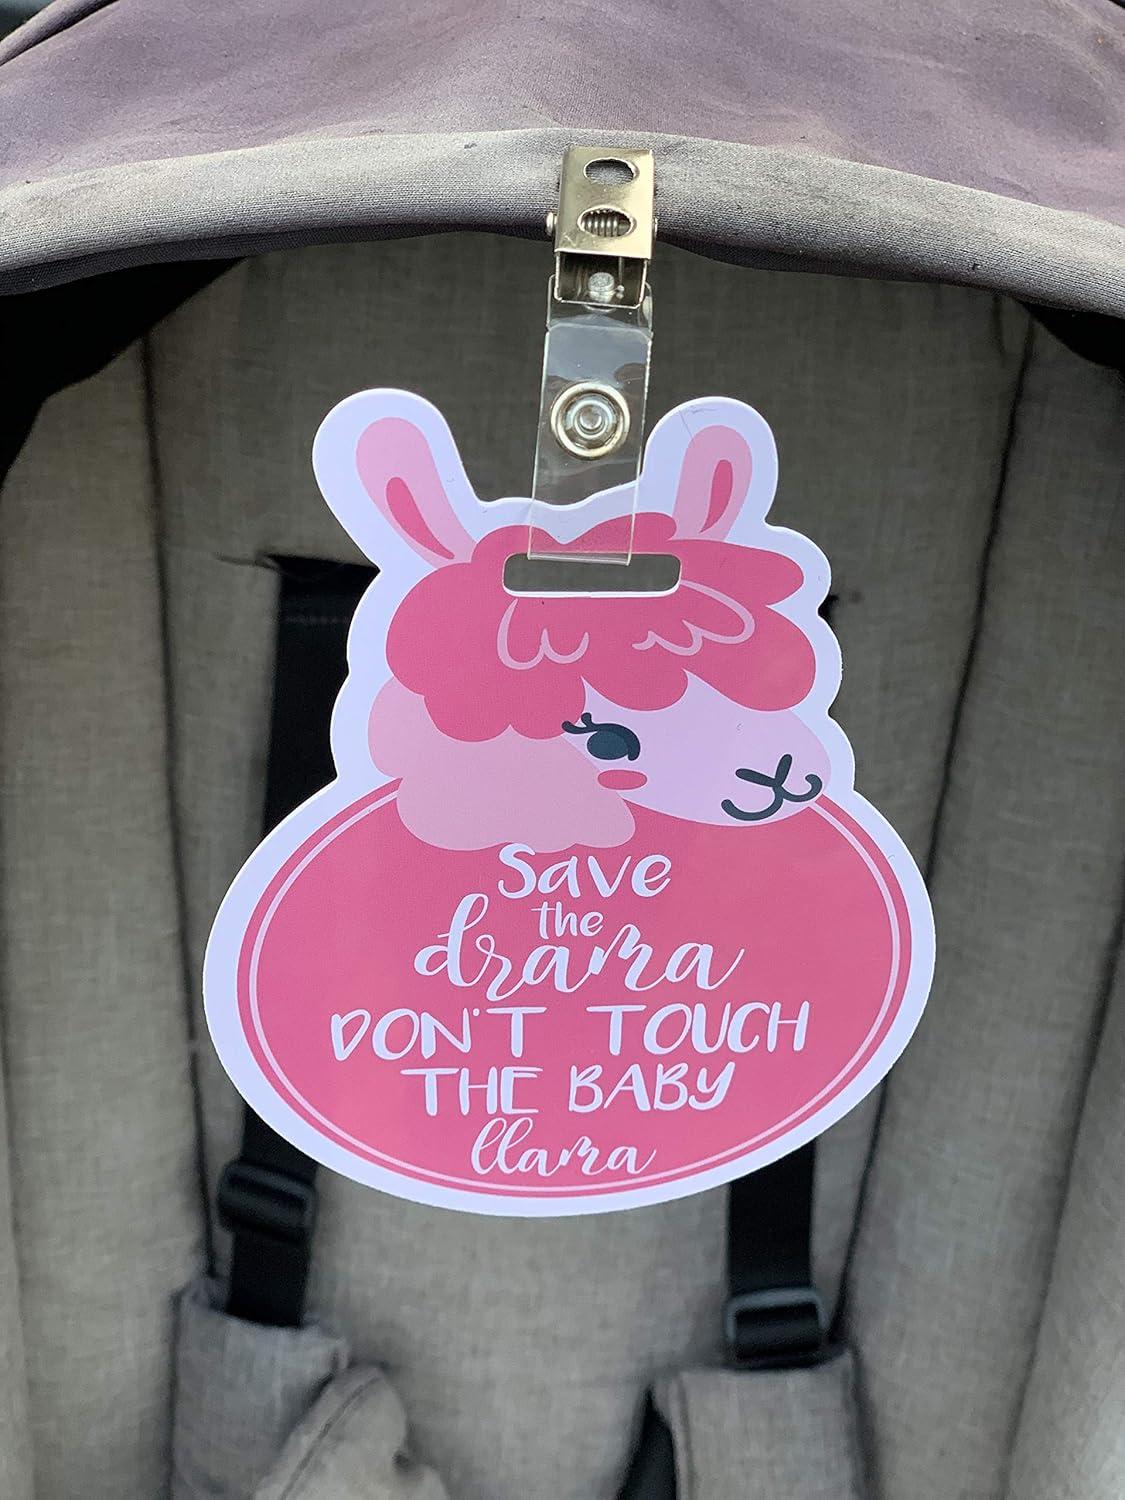 Save
the
drama
DON'T TOUCH
THE BABY
llama